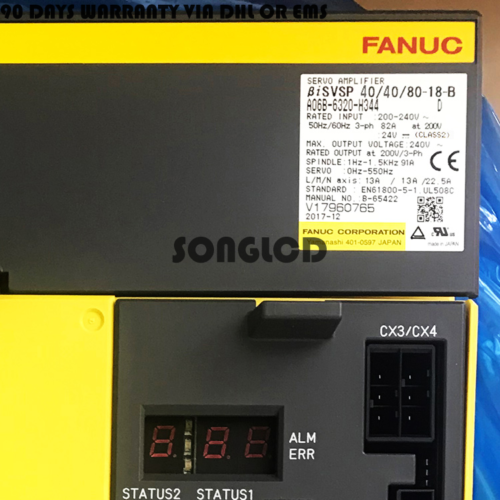 90 DAYS WARRANTY VIA DHL OR EMS
FANUC
SERVO AMPLIFIER
βiSVSP 40/40/80-18-B
A06B-6320-H344 D
RATED INPUT : 200-240V~
50Hz/60Hz 3-ph 82A at 200V
24V ⎓ (CLASS2)
MAX. OUTPUT VOLTAGE: 240V ~
RATED OUTPUT at 200V/3-Ph
SPINDLE: 1Hz-1.5KHz 91A
SERVO : 0Hz-550Hz
L/M/N axis: 13A / 13A / 22.5A
STANDARD : EN61800-5-1, UL508C
MANUAL NO.: B-65422
V17960765
2017-12
FANUC CORPORATION
401-0597 JAPAN
CE
SONGLCD
CX3/CX4
ALM
ERR
STATUS2 STATUS1